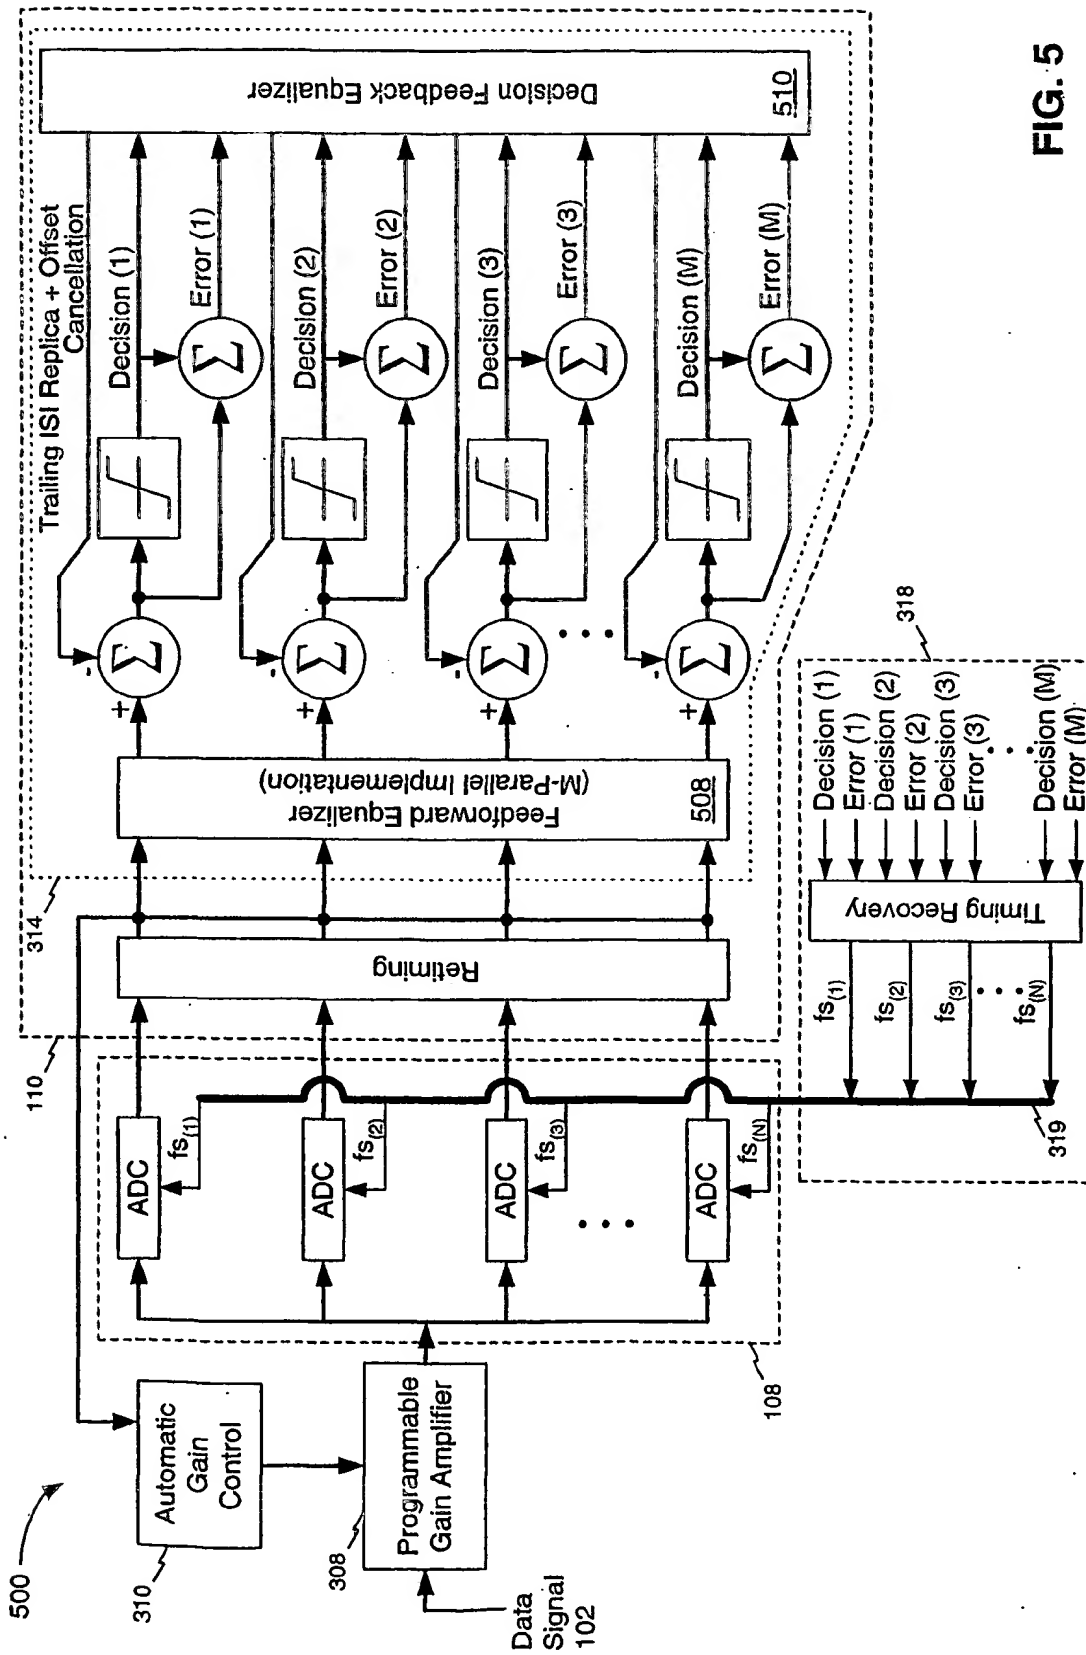 500
310
Automatic
Gain
Control
308
Programmable
Gain Amplifier
Data
Signal
102
108
ADC
fs(1)
ADC
fs(2)
ADC
fs(3)
• • •
ADC
fs(N)
110
Retiming
314
Feedforward Equalizer
(M-Parallel Implementation)
508
Trailing ISI Replica + Offset
Cancellation
+
-
Σ
Decision (1)
Σ
Error (1)
+
-
Σ
Decision (2)
Σ
Error (2)
+
-
Σ
Decision (3)
Σ
Error (3)
• • •
+
-
Σ
Decision (M)
Σ
Error (M)
Decision Feedback Equalizer
510
318
Decision (1)
Error (1)
Decision (2)
Error (2)
Decision (3)
Error (3)
• • •
Decision (M)
Error (M)
Timing Recovery
fs(1)
fs(2)
fs(3)
• • •
fs(N)
319
FIG. 5